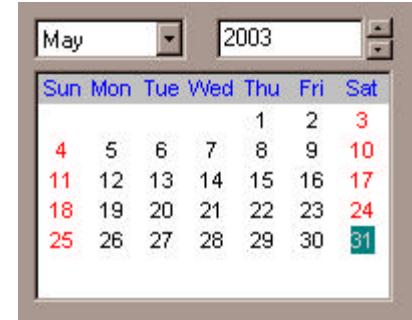 May 2003
Sun Mon Tue Wed Thu Fri Sat
1 2 3
4 5 6 7 8 9 10
11 12 13 14 15 16 17
18 19 20 21 22 23 24
25 26 27 28 29 30 31